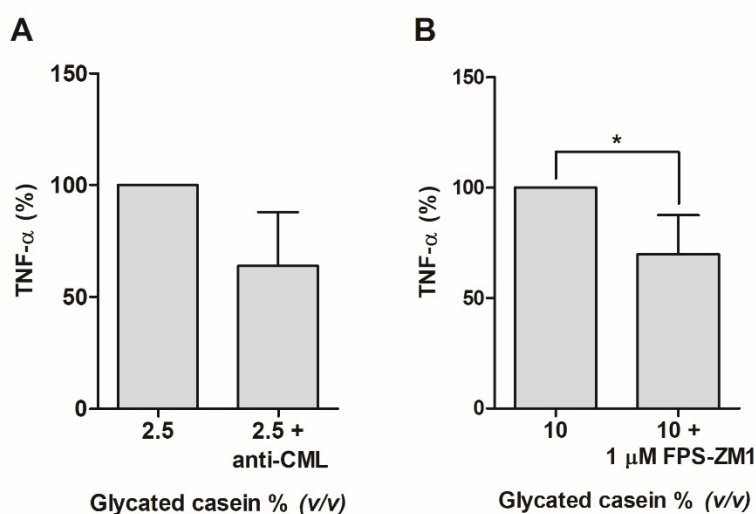 A
150
100
50
0
TNF-α (%)
2.5
2.5 +
anti-CML
Glycated casein % (v/v)
B
150
100
50
0
TNF-α (%)
*
10
10 +
1 μM FPS-ZM1
Glycated casein % (v/v)